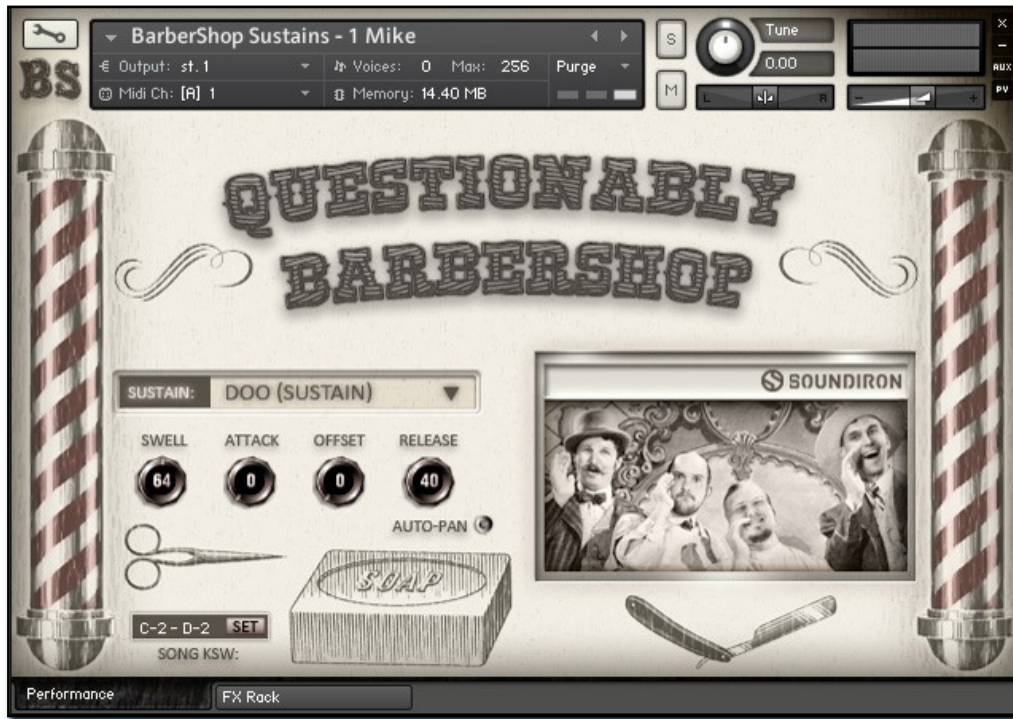 BS
BarberShop Sustains - 1 Mike
Output: st.1
Voices: 0 Max: 256
Purge
Midi Ch: [A] 1
Memory: 14.40 MB
S
M
Tune
0.00
L
R
- +
X
-
AUX
PV
QUESTIONABLY
BARBERSHOP
SUSTAIN: DOO (SUSTAIN)
SOUNDIRON
SWELL ATTACK OFFSET RELEASE
64 0 0 40
AUTO-PAN
SOAP
C-2 - D-2 SET
SONG KSW:
Performance
FX Rack